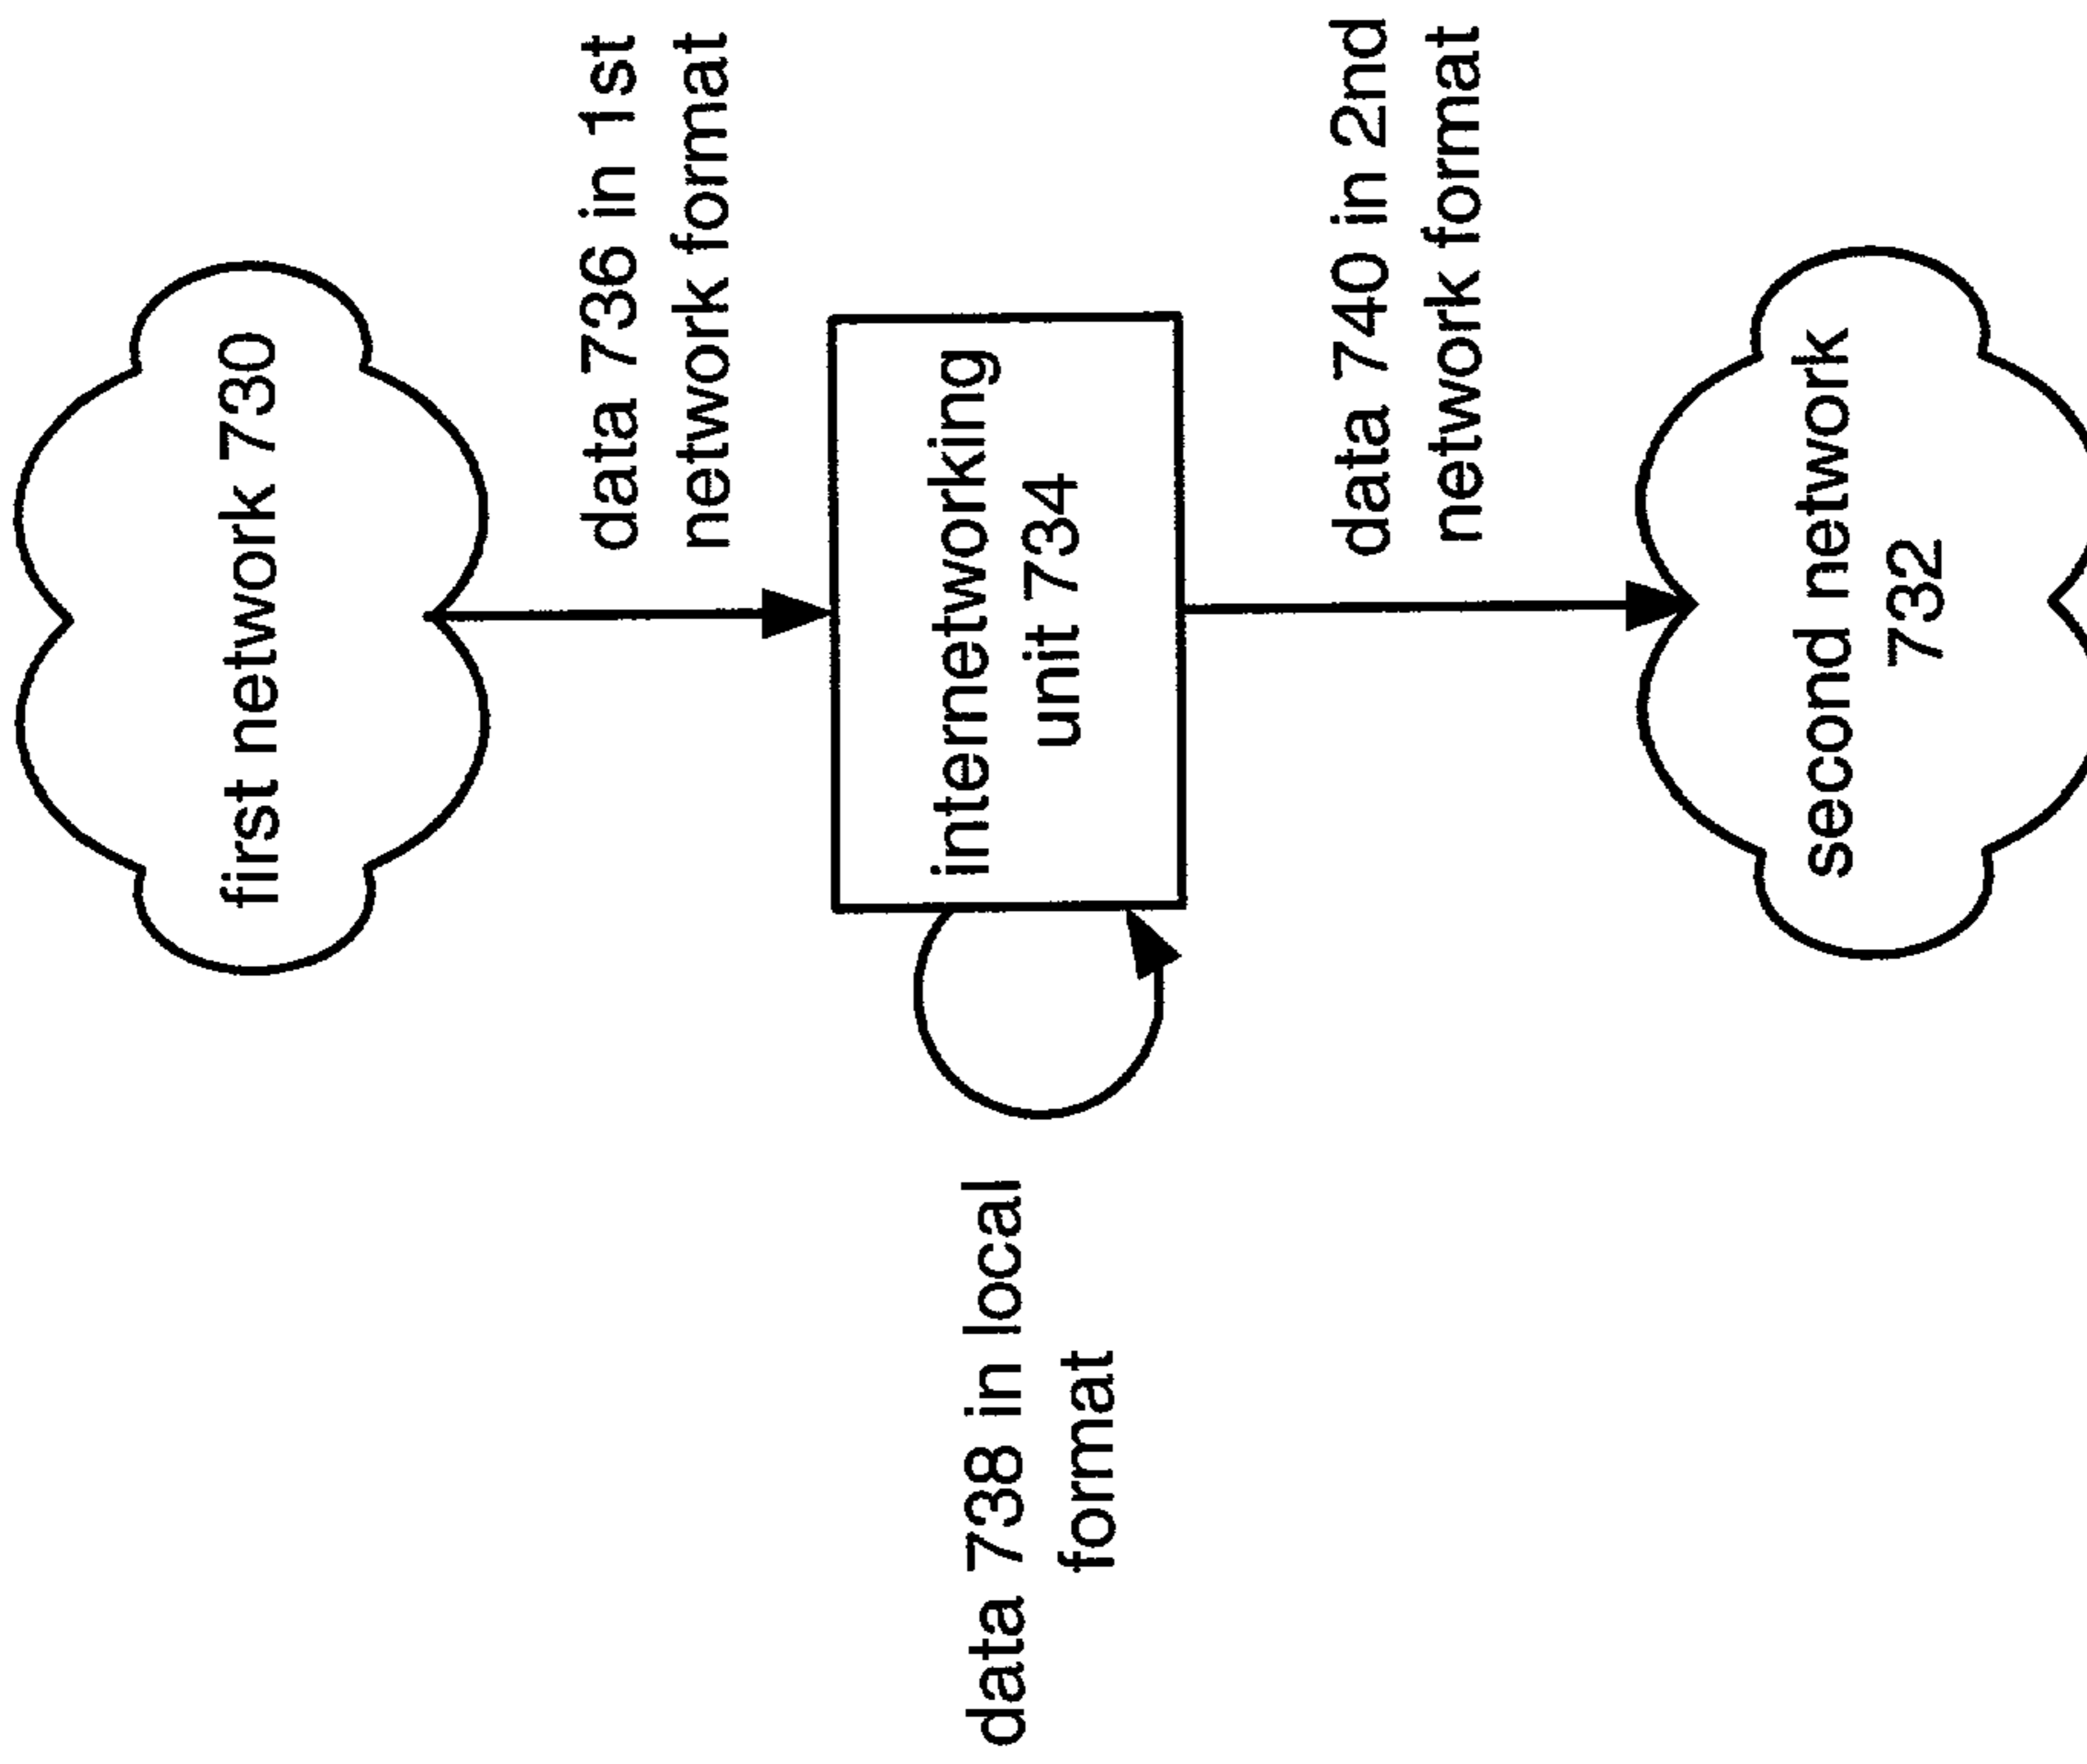 first network 730
data 736 in 1st
network format
internetworking
unit 734
data 738 in local
format
data 740 in 2nd
network format
second network
732